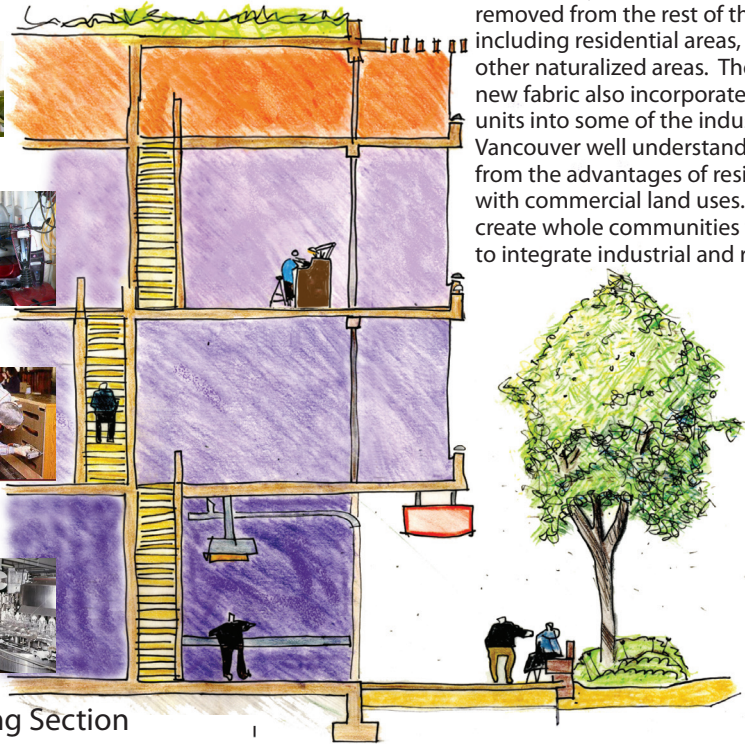 removed from the rest of th
including residential areas,
other naturalized areas. The
new fabric also incorporate
units into some of the indu
Vancouver well understand
from the advantages of resi
with commercial land uses.
create whole communities
to integrate industrial and r
ng Section